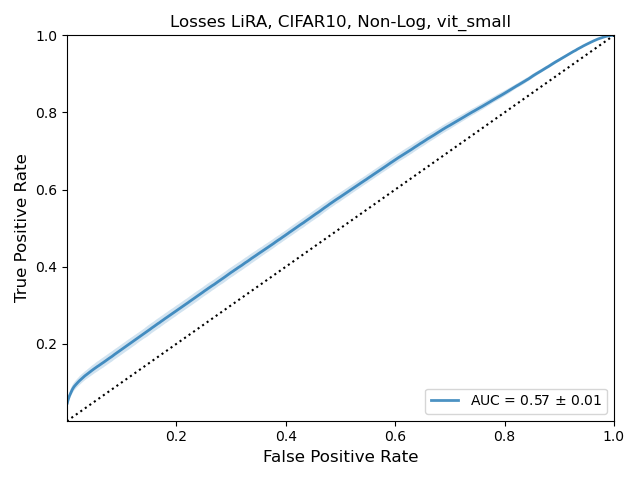 Losses LiRA, CIFAR10, Non-Log, vit_small
True Positive Rate
1.0
0.8
0.6
0.4
0.2
AUC = 0.57 ± 0.01
0.2 0.4 0.6 0.8 1.0
False Positive Rate